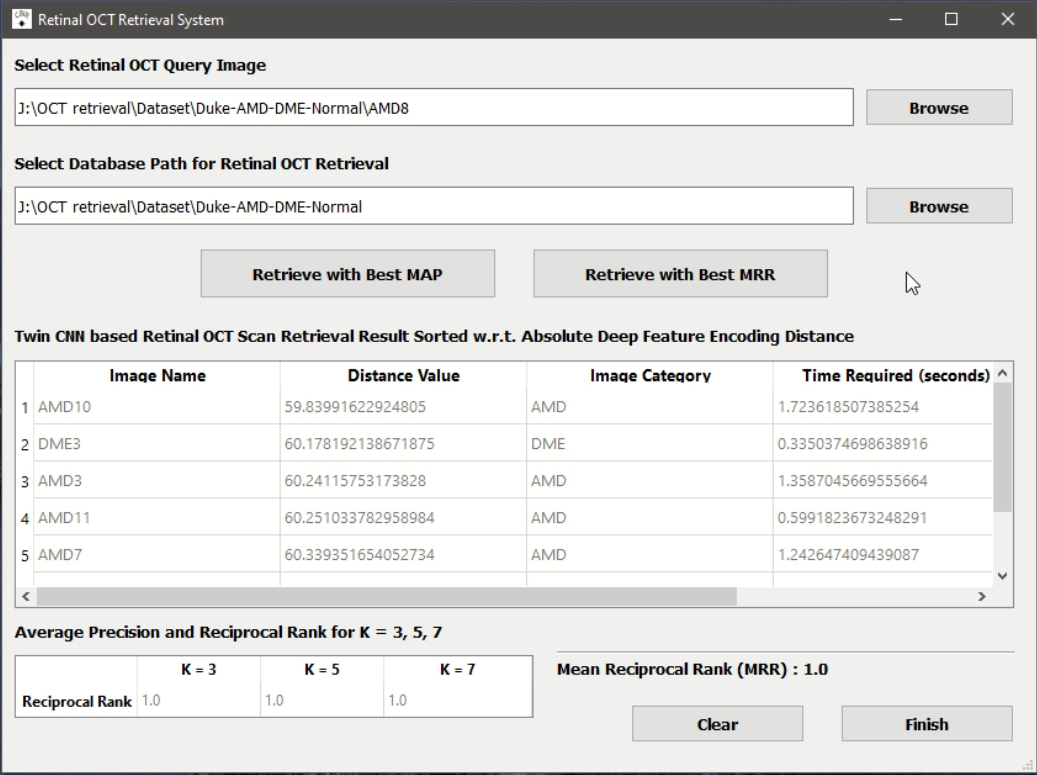 Retinal OCT Retrieval System
Select Retinal OCT Query Image
J:\OCT retrieval\Dataset\Duke-AMD-DME-Normal\AMD8 Browse
Select Database Path for Retinal OCT Retrieval
J:\OCT retrieval\Dataset\Duke-AMD-DME-Normal Browse
Retrieve with Best MAP Retrieve with Best MRR
Twin CNN based Retinal OCT Scan Retrieval Result Sorted w.r.t. Absolute Deep Feature Encoding Distance
Image Name Distance Value Image Category Time Required (seconds)
1 AMD10 59.83991622924805 AMD 1.723618507385254
2 DME3 60.178192138671875 DME 0.3350374698638916
3 AMD3 60.24115753173828 AMD 1.3587045669555664
4 AMD11 60.251033782958984 AMD 0.5991823673248291
5 AMD7 60.339351654052734 AMD 1.242647409439087
Average Precision and Reciprocal Rank for K = 3, 5, 7
K = 3 K = 5 K = 7
Reciprocal Rank 1.0 1.0 1.0
Mean Reciprocal Rank (MRR) : 1.0
Clear Finish